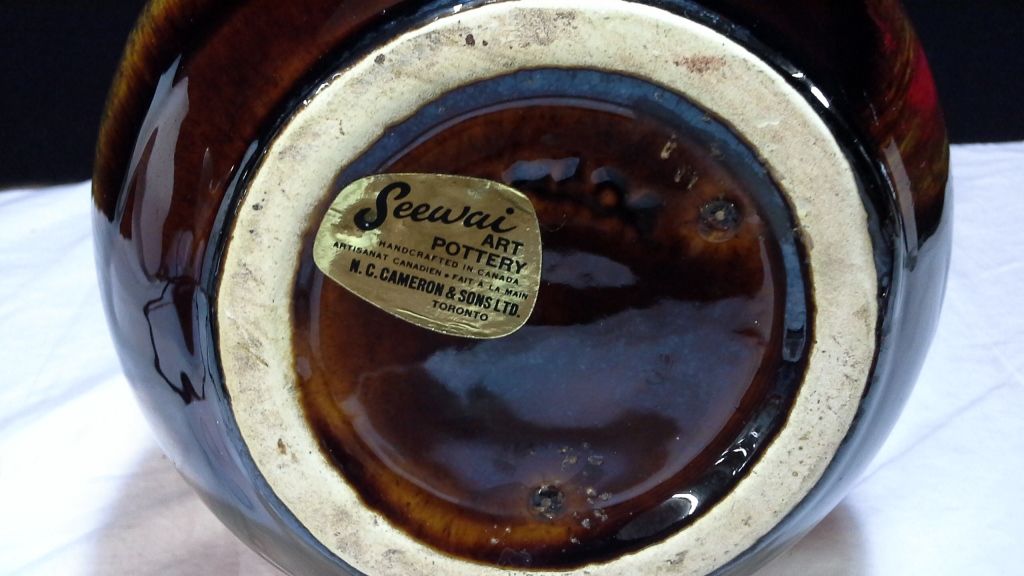 Seewai
ART
POTTERY
HANDCRAFTED IN CANADA
ARTISANAT CANADIEN • FAIT A LA MAIN
N.C. CAMERON & SONS LTD.
TORONTO